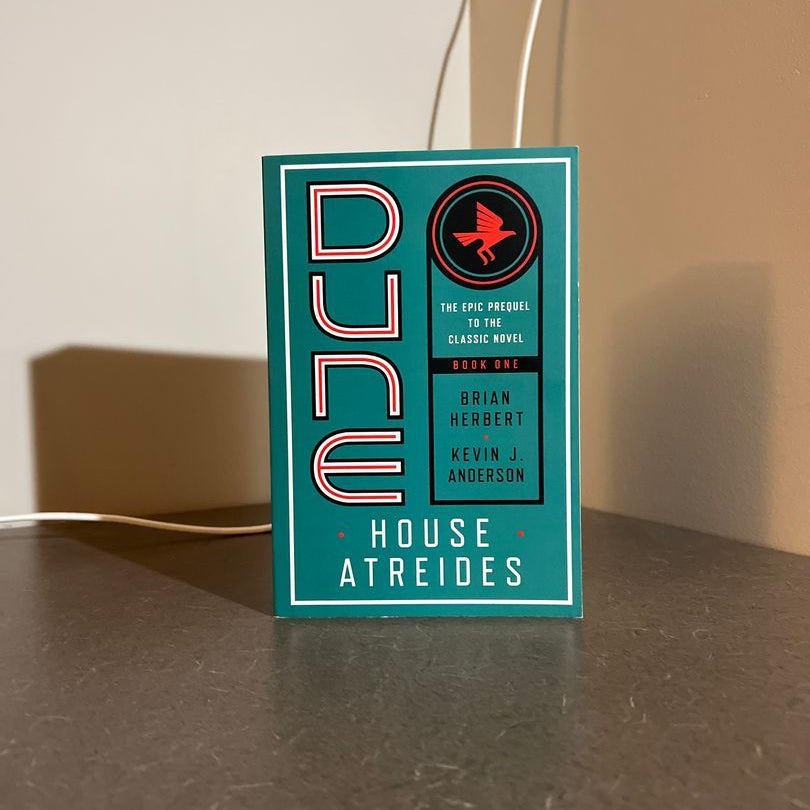 DUNE
THE EPIC PREQUEL
TO THE
CLASSIC NOVEL
BOOK ONE
BRIAN
HERBERT
KEVIN J.
ANDERSON
HOUSE
ATREIDES